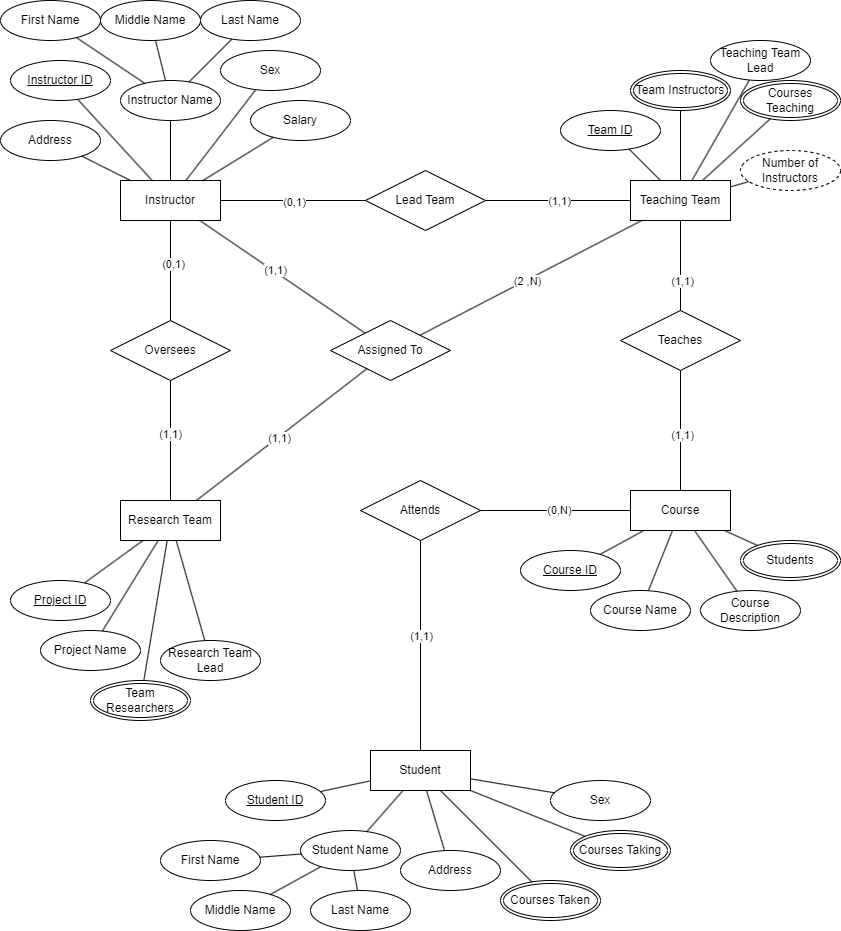 First Name
Middle Name
Last Name
Teaching Team
Lead
Instructor ID
Instructor Name
Sex
Team Instructors
Courses
Teaching
Address
Salary
Team ID
Number of
Instructors
Instructor
(0,1)
Lead Team
(1,1)
Teaching Team
(0,1)
(1,1)
(2 ,N)
(1,1)
Oversees
Assigned To
Teaches
(1,1)
(1,1)
(1,1)
Research Team
Attends
(0,N)
Course
Project ID
Course ID
Students
Project Name
Research Team
Lead
Course Name
Course
Description
Team
Researchers
(1,1)
Student
Student ID
Sex
First Name
Student Name
Address
Courses Taking
Middle Name
Last Name
Courses Taken